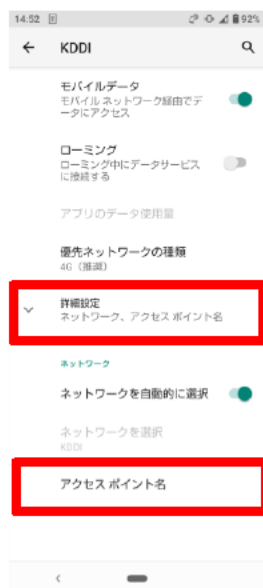 14:52 92%
KDDI
モバイルデータ
モバイル ネットワーク経由でデ
ータにアクセス
ローミング
ローミング中にデータサービス
に接続する
アプリのデータ使用量
優先ネットワークの種類
4G（推奨）
詳細設定
ネットワーク、アクセス ポイント名
ネットワーク
ネットワークを自動的に選択
ネットワークを選択
KDDI
アクセス ポイント名